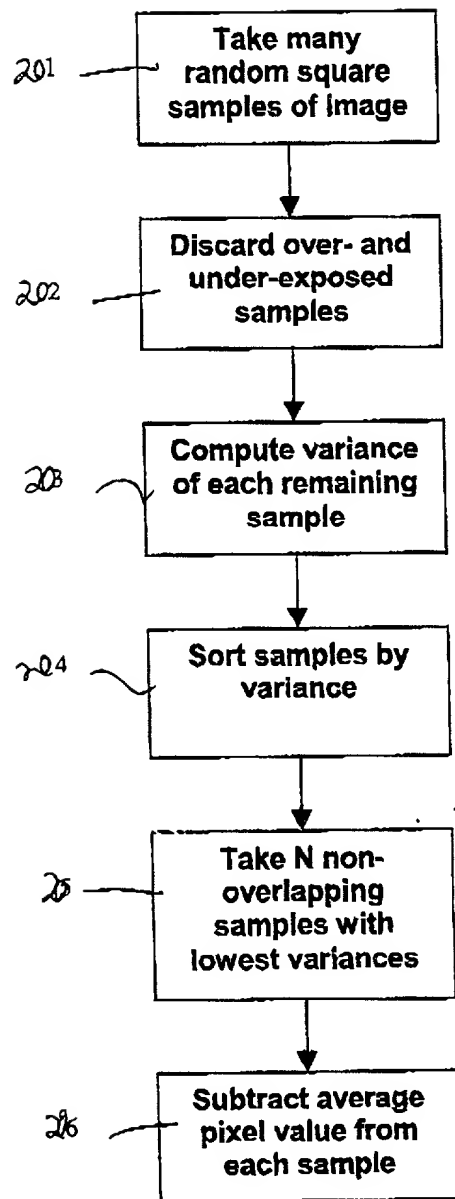 201
Take many
random square
samples of image
202
Discard over- and
under-exposed
samples
203
Compute variance
of each remaining
sample
204
Sort samples by
variance
205
Take N non-
overlapping
samples with
lowest variances
206
Subtract average
pixel value from
each sample